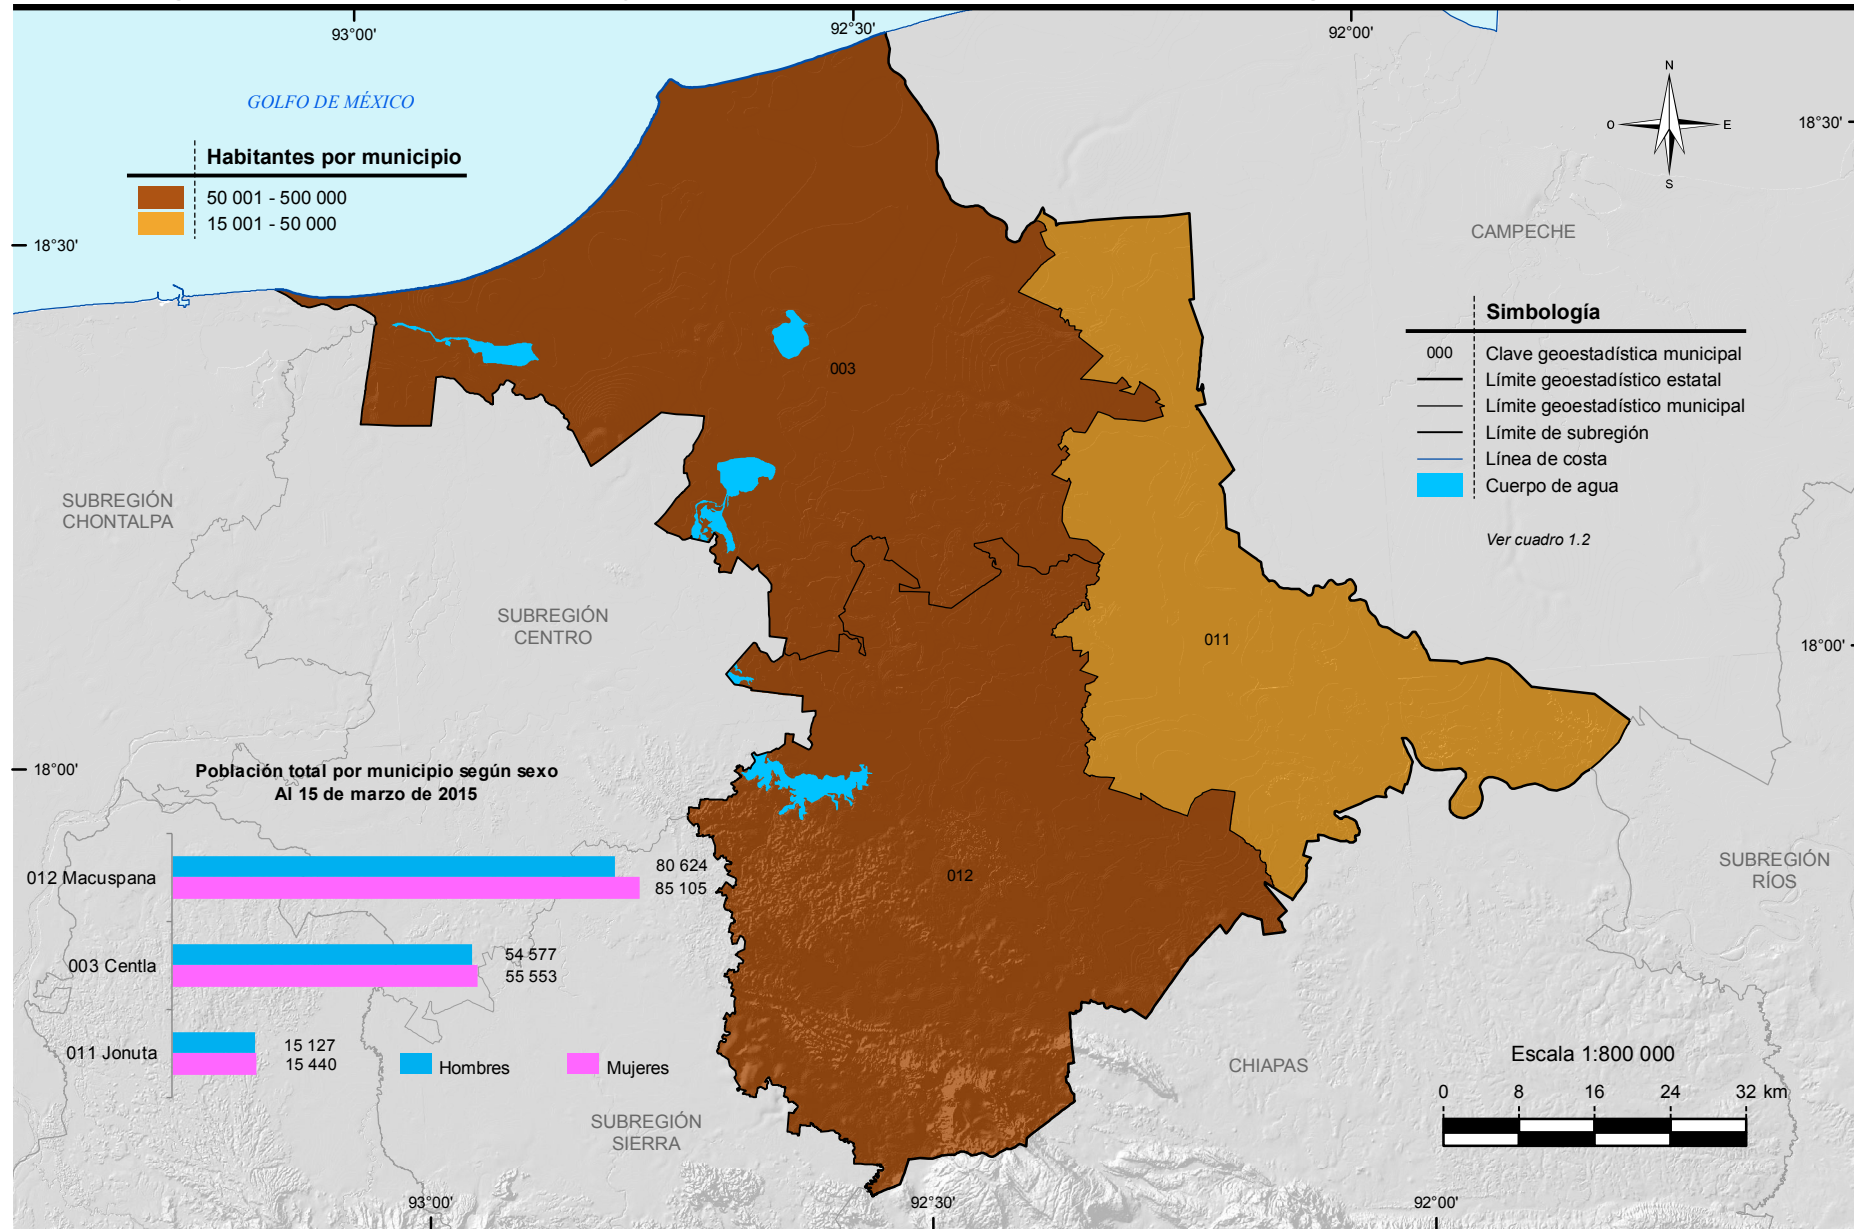 93°00'
92°30'
92°00'
GOLFO DE MÉXICO
N
O
E
S
18°30'
Habitantes por municipio
50 001 - 500 000
15 001 - 50 000
18°30'
CAMPECHE
Simbología
000 Clave geoestadística municipal
Límite geoestadístico estatal
Límite geoestadístico municipal
Límite de subregión
Línea de costa
Cuerpo de agua
Ver cuadro 1.2
003
SUBREGIÓN
CHONTALPA
SUBREGIÓN
CENTRO
011
18°00'
18°00'
Población total por municipio según sexo
Al 15 de marzo de 2015
012 Macuspana
80 624
85 105
003 Centla
54 577
55 553
011 Jonuta
15 127
15 440
Hombres
Mujeres
012
SUBREGIÓN
RÍOS
CHIAPAS
SUBREGIÓN
SIERRA
Escala 1:800 000
0 8 16 24 32 km
93°00'
92°30'
92°00'